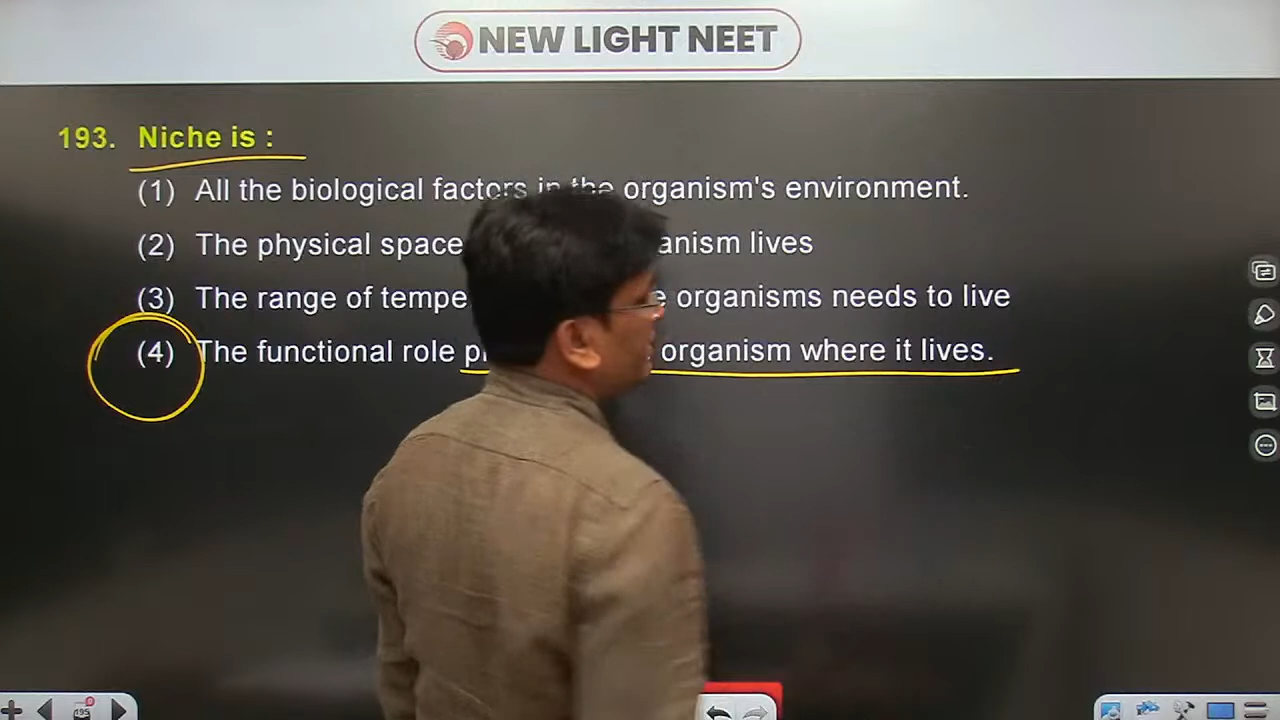 NEW LIGHT NEET
193. Niche is :
(1) All the biological factors in the organism's environment.
(2) The physical space anism lives
(3) The range of tempe organisms needs to live
(4) The functional role organism where it lives.